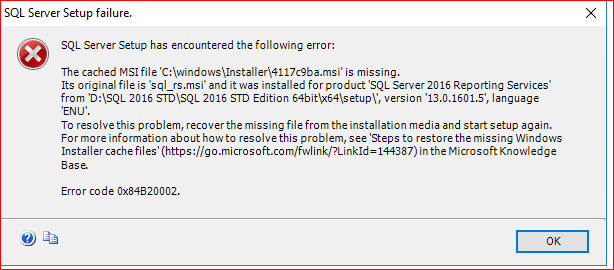 SQL Server Setup failure.
SQL Server Setup has encountered the following error:
The cached MSI file 'C:\windows\Installer\4117c9ba.msi' is missing.
Its original file is 'sql_rs.msi' and it was installed for product 'SQL Server 2016 Reporting Services'
from 'D:\SQL 2016 STD\SQL 2016 STD Edition 64bit\x64\setup\', version '13.0.1601.5', language
'ENU'.
To resolve this problem, recover the missing file from the installation media and start setup again.
For more information about how to resolve this problem, see 'Steps to restore the missing Windows
Installer cache files' (https://go.microsoft.com/fwlink/?LinkId=144387) in the Microsoft Knowledge
Base.
Error code 0x84B20002.
OK